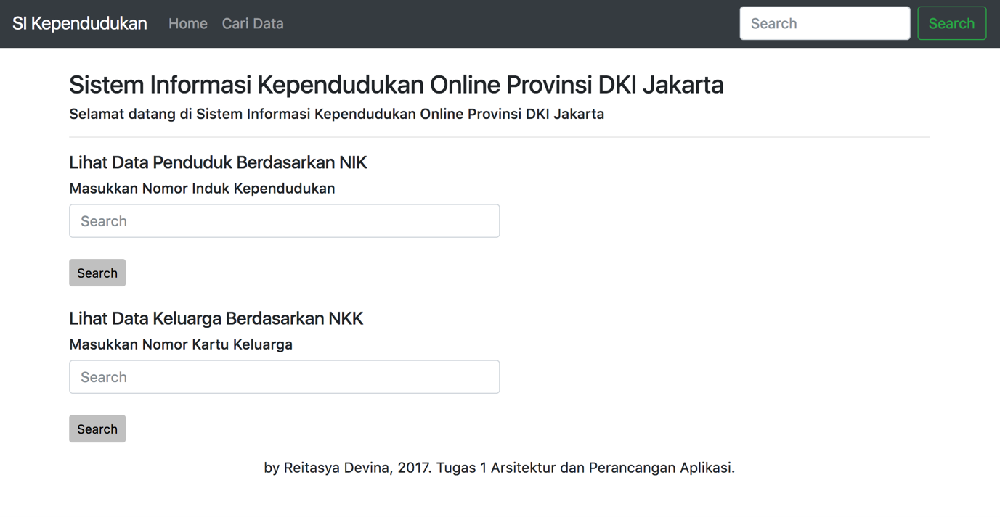 SI Kependudukan Home Cari Data Search Search
Sistem Informasi Kependudukan Online Provinsi DKI Jakarta
Selamat datang di Sistem Informasi Kependudukan Online Provinsi DKI Jakarta
Lihat Data Penduduk Berdasarkan NIK
Masukkan Nomor Induk Kependudukan
Search
Search
Lihat Data Keluarga Berdasarkan NKK
Masukkan Nomor Kartu Keluarga
Search
Search
by Reitasya Devina, 2017. Tugas 1 Arsitektur dan Perancangan Aplikasi.